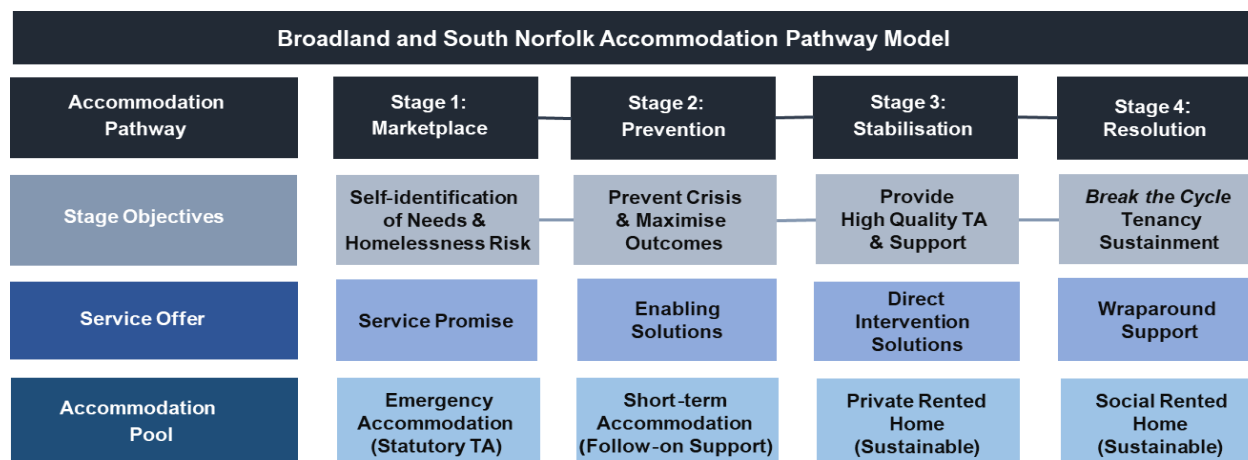 Broadland and South Norfolk Accommodation Pathway Model
Accommodation
Pathway
Stage 1:
Marketplace
Stage 2:
Prevention
Stage 3:
Stabilisation
Stage 4:
Resolution
Stage Objectives
Self-identification
of Needs &
Homelessness Risk
Prevent Crisis
& Maximise
Outcomes
Provide
High Quality TA
& Support
Break the Cycle
Tenancy
Sustainment
Service Offer
Service Promise
Enabling
Solutions
Direct
Intervention
Solutions
Wraparound
Support
Accommodation
Pool
Emergency
Accommodation
(Statutory TA)
Short-term
Accommodation
(Follow-on Support)
Private Rented
Home
(Sustainable)
Social Rented
Home
(Sustainable)